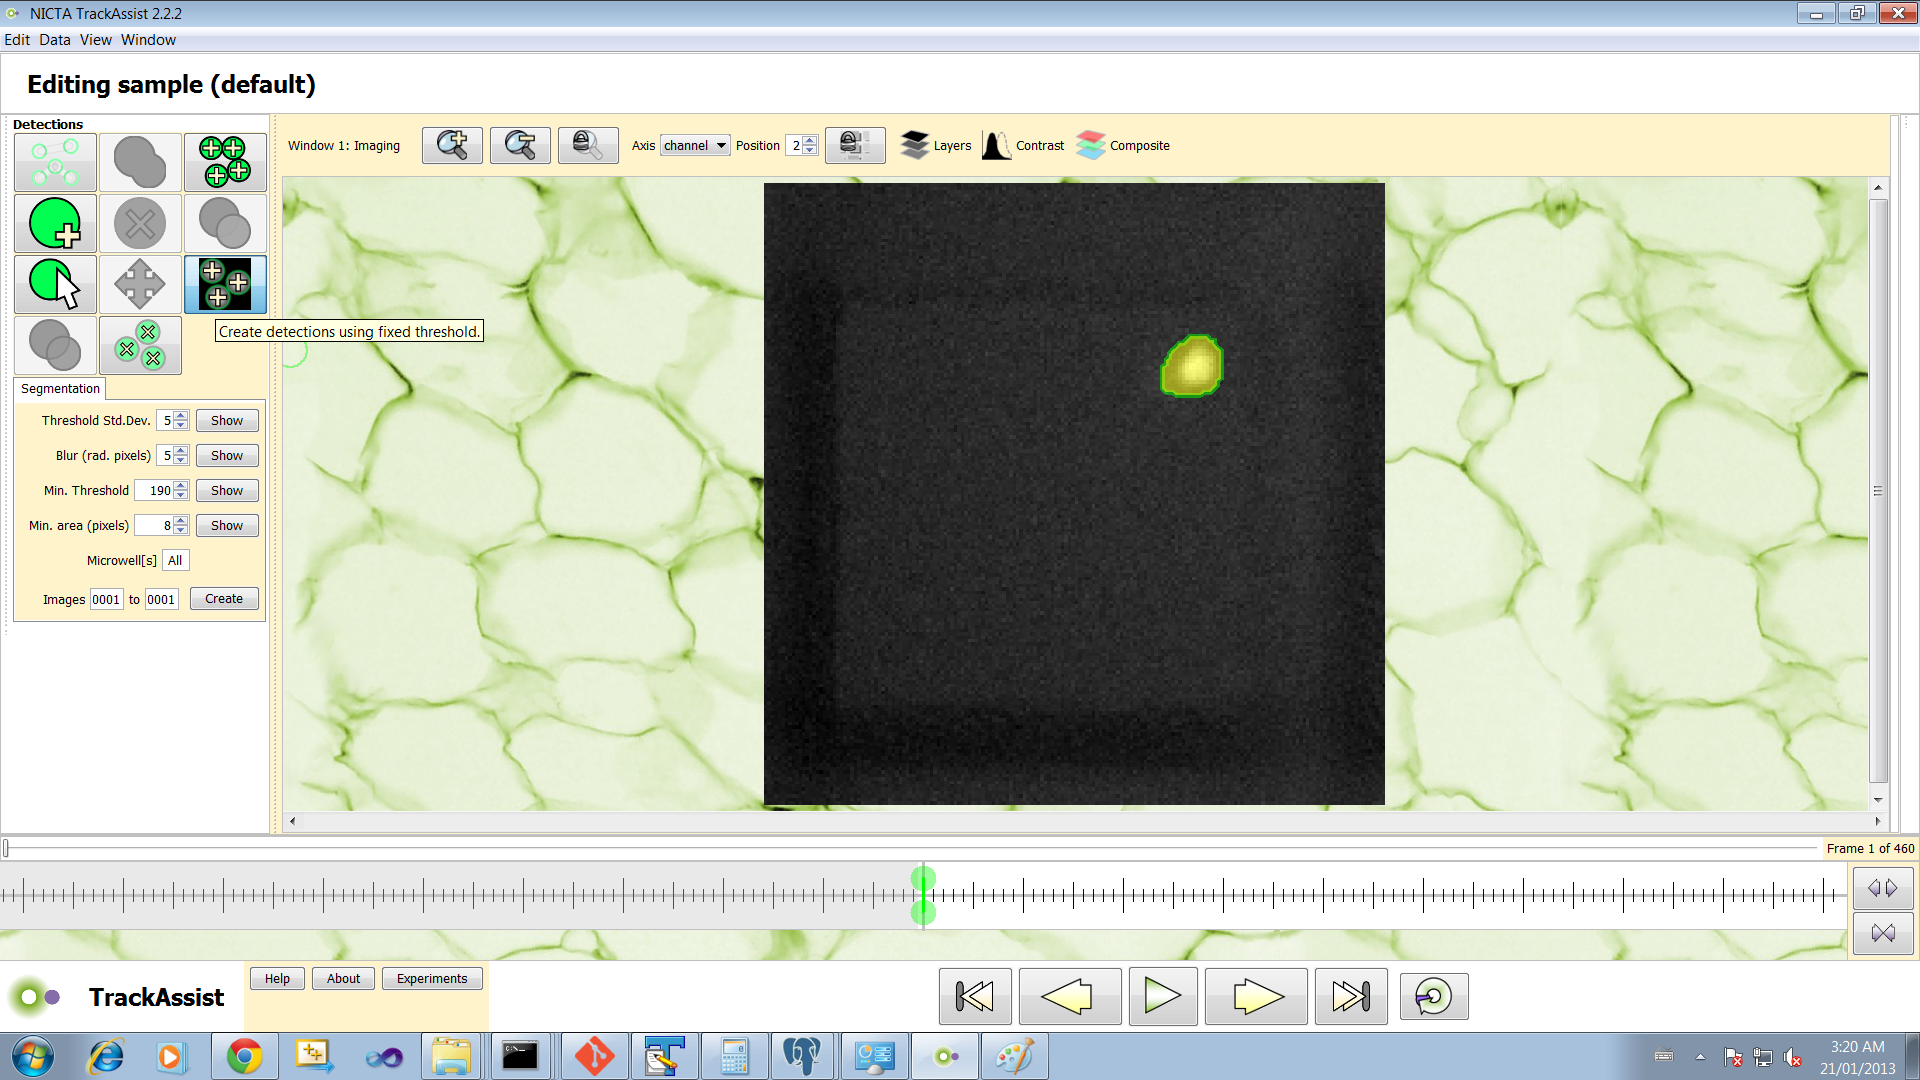 NICTA TrackAssist 2.2.2
Edit Data View Window
Editing sample (default)
Detections
Window 1: Imaging Axis channel Position 2 Layers Contrast Composite
Create detections using fixed threshold.
Segmentation
Threshold Std.Dev. 5 Show
Blur (rad. pixels) 5 Show
Min. Threshold 190 Show
Min. area (pixels) 8 Show
Microwell[s] All
Images 0001 to 0001 Create
Frame 1 of 460
TrackAssist Help About Experiments
3:20 AM
21/01/2013